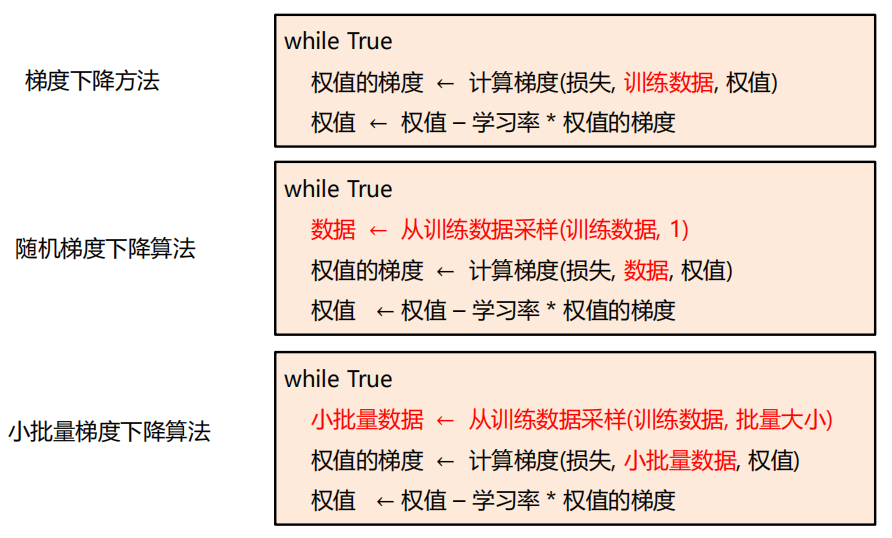 梯度下降方法
while True
权值的梯度 ← 计算梯度(损失, 训练数据, 权值)
权值 ← 权值 – 学习率 * 权值的梯度
随机梯度下降算法
while True
数据 ← 从训练数据采样(训练数据, 1)
权值的梯度 ← 计算梯度(损失, 数据, 权值)
权值 ← 权值 – 学习率 * 权值的梯度
小批量梯度下降算法
while True
小批量数据 ← 从训练数据采样(训练数据, 批量大小)
权值的梯度 ← 计算梯度(损失, 小批量数据, 权值)
权值 ← 权值 – 学习率 * 权值的梯度